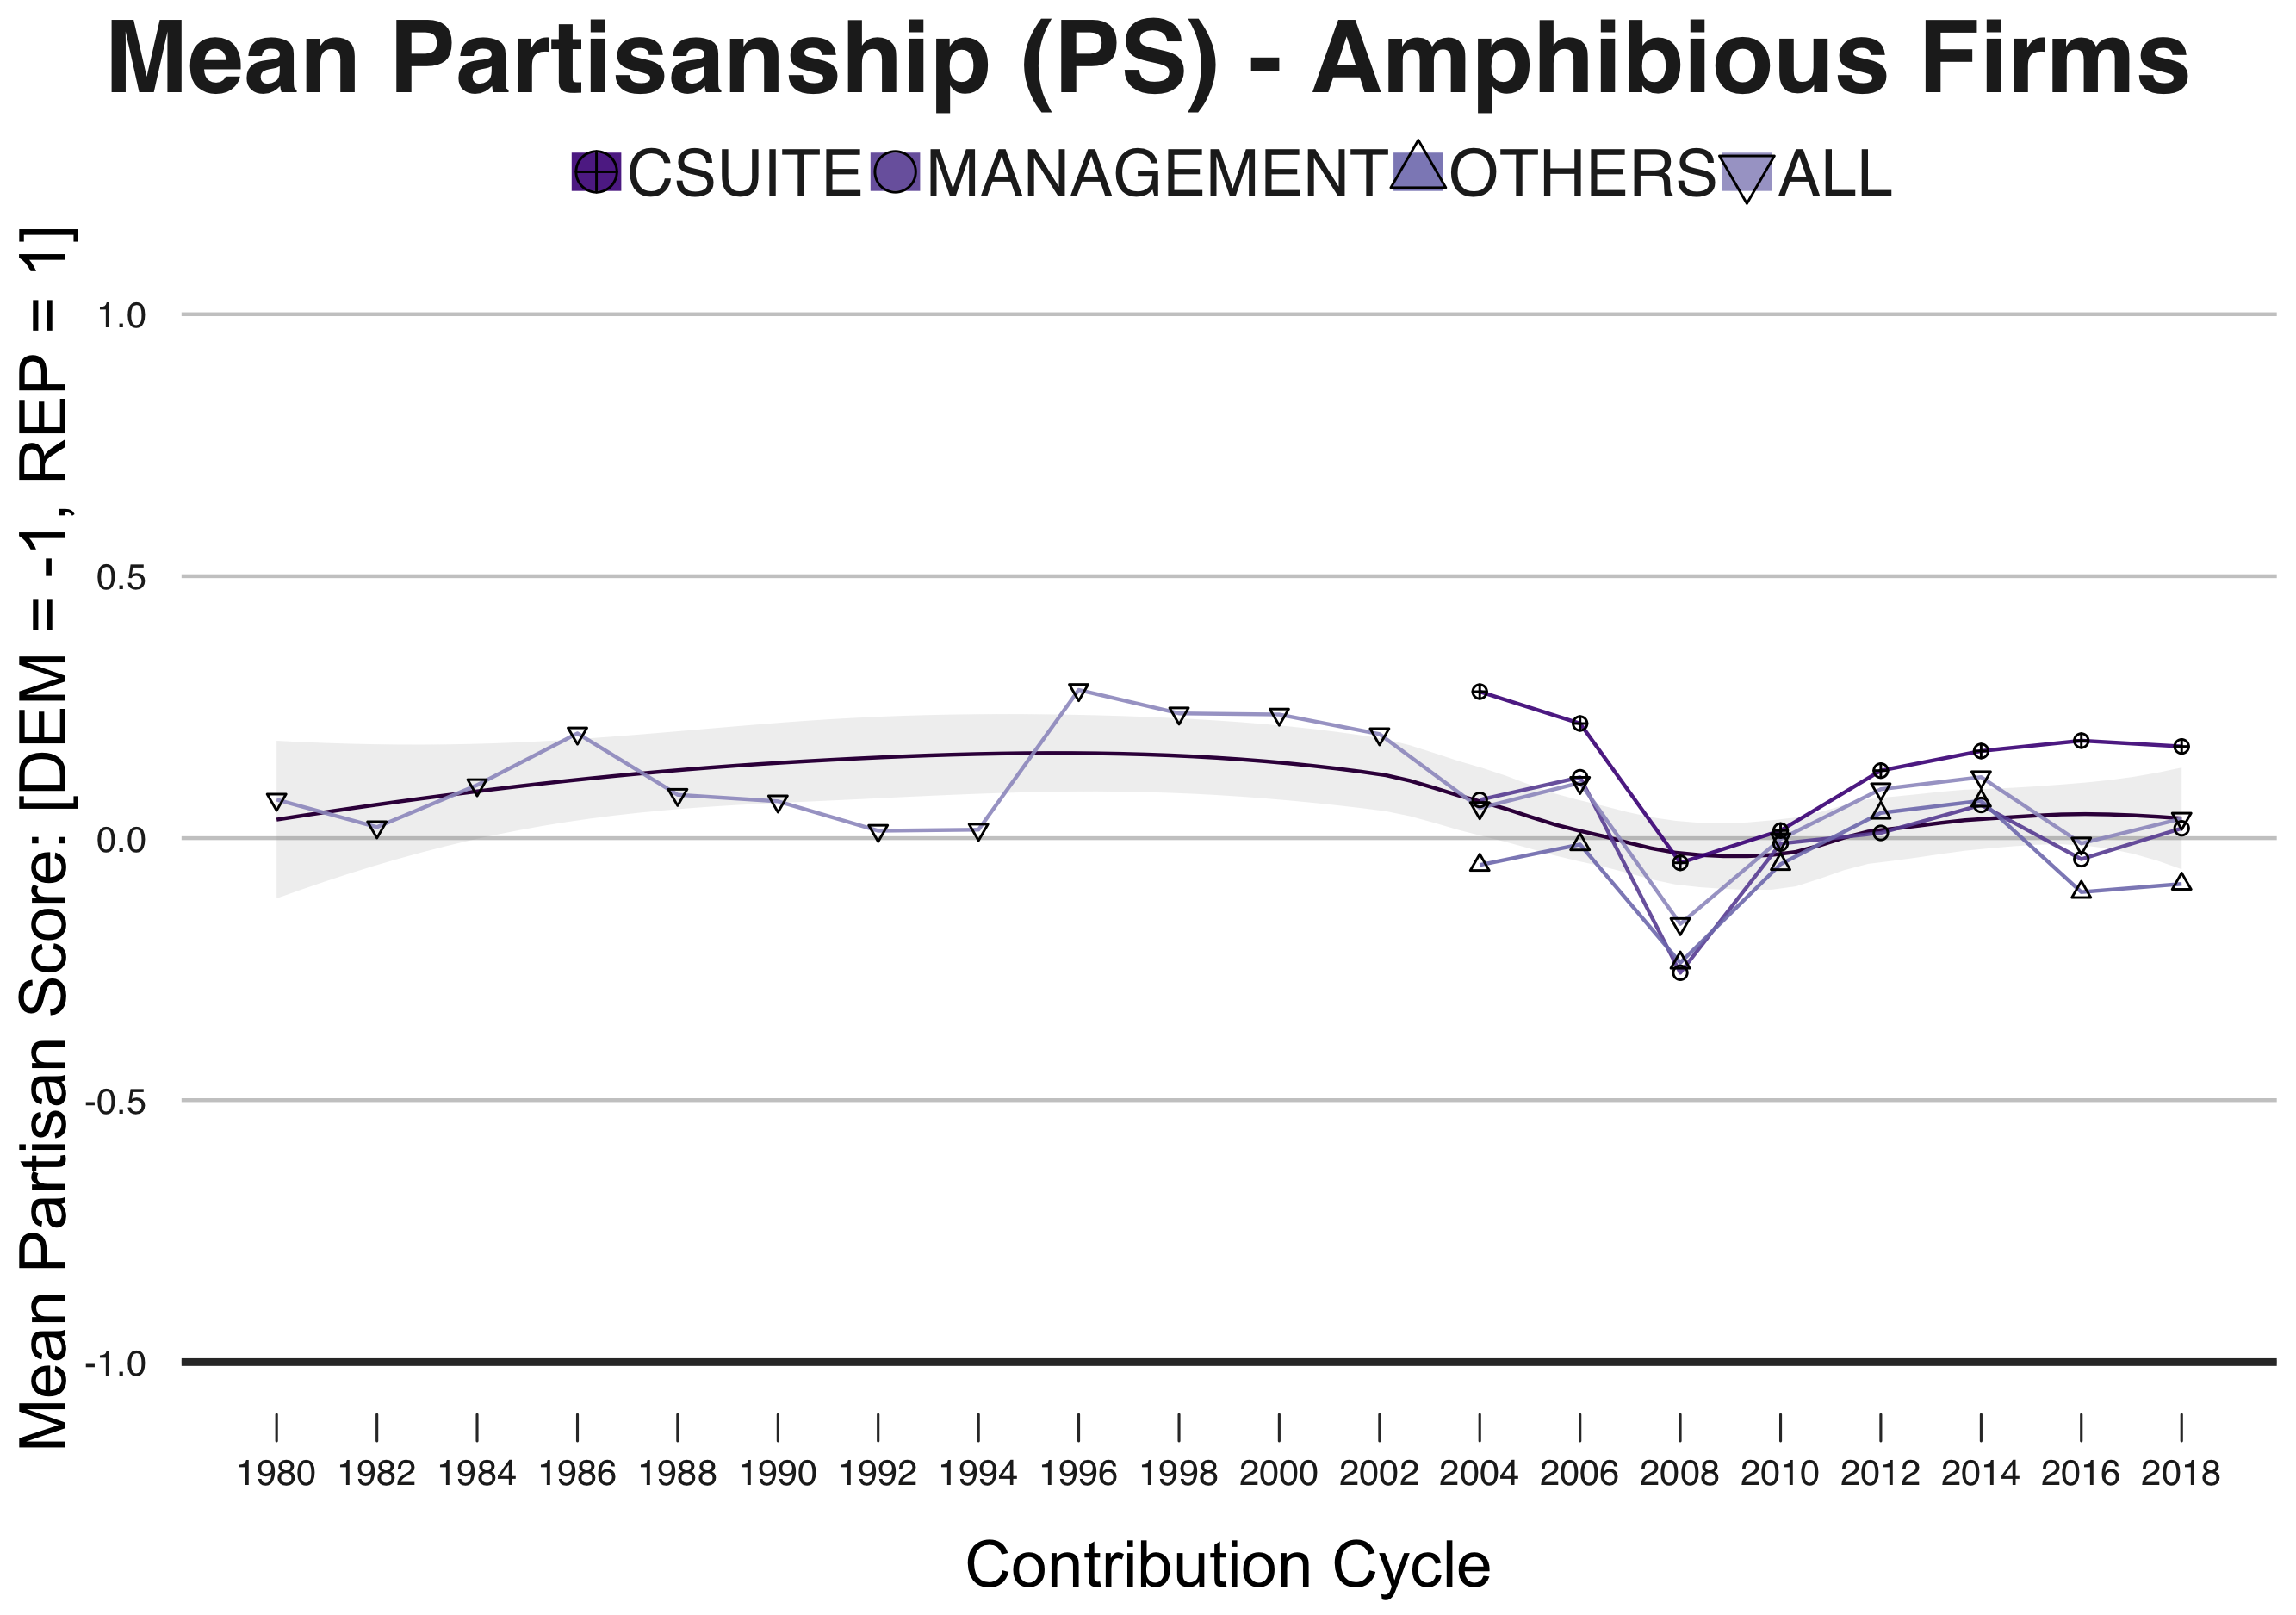 Mean Partisanship (PS) - Amphibious Firms
CSUITE MANAGEMENT OTHERS ALL
Mean Partisan Score: [DEM = -1, REP = 1]
1.0
0.5
0.0
-0.5
-1.0
1980 1982 1984 1986 1988 1990 1992 1994 1996 1998 2000 2002 2004 2006 2008 2010 2012 2014 2016 2018
Contribution Cycle